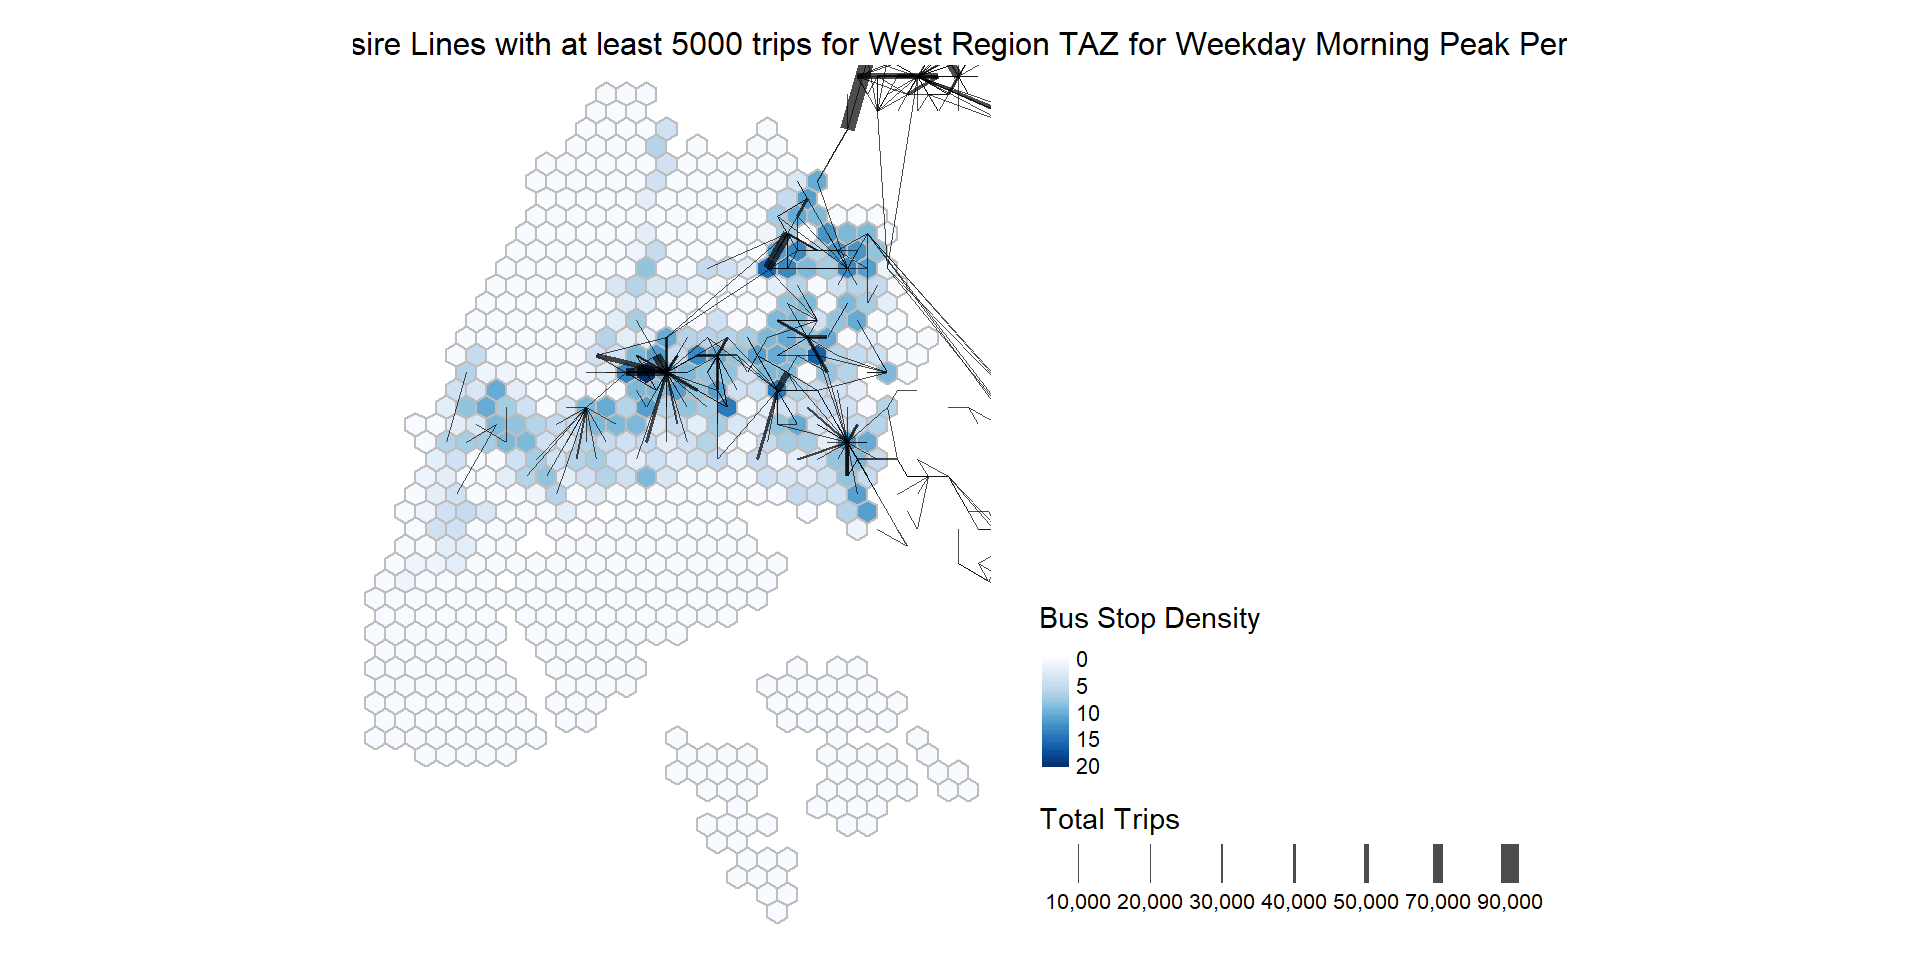 sire Lines with at least 5000 trips for West Region TAZ for Weekday Morning Peak Per
Bus Stop Density
0
5
10
15
20
Total Trips
10,000 20,000 30,000 40,000 50,000 70,000 90,000